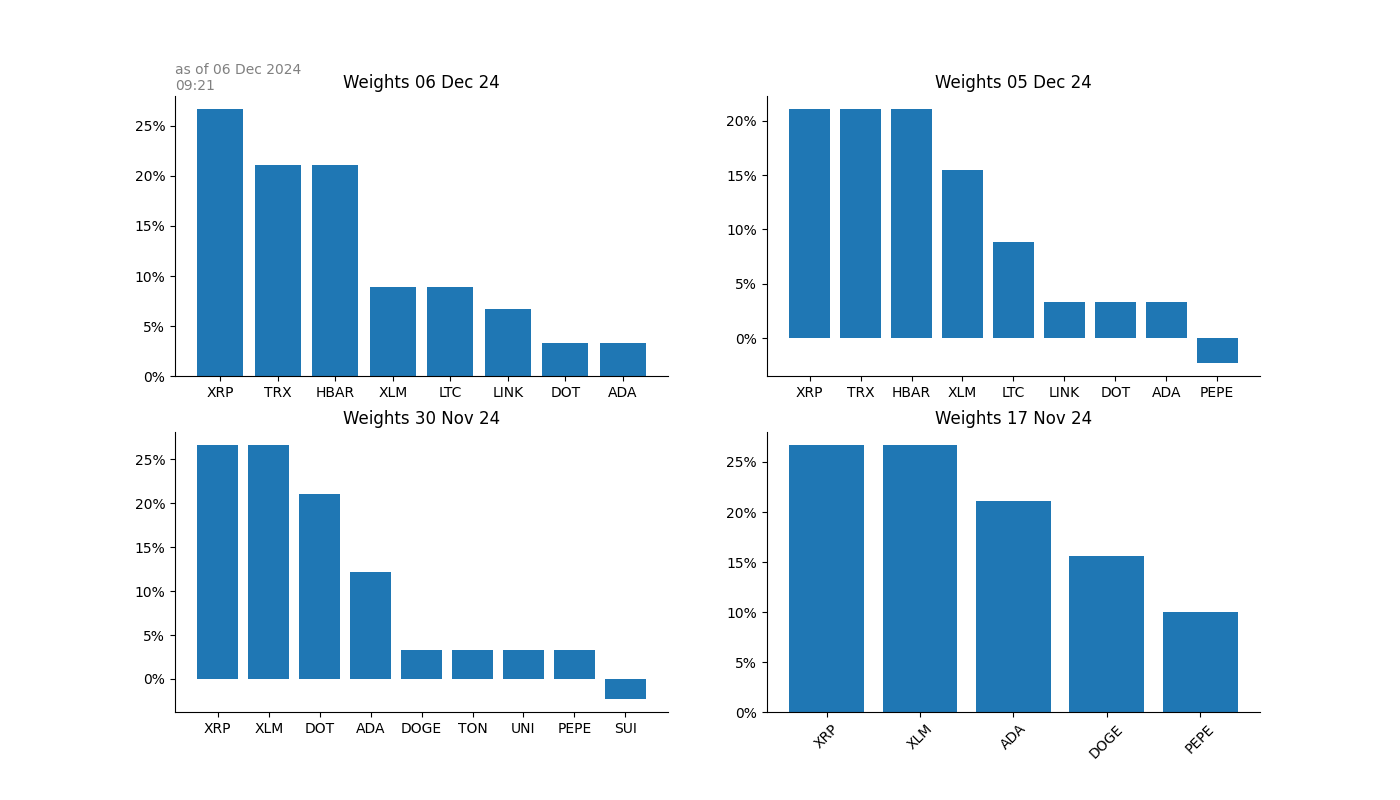 as of 06 Dec 2024
09:21
Weights 06 Dec 24
25%
20%
15%
10%
5%
0%
XRP TRX HBAR XLM LTC LINK DOT ADA
Weights 05 Dec 24
20%
15%
10%
5%
0%
XRP TRX HBAR XLM LTC LINK DOT ADA PEPE
Weights 30 Nov 24
25%
20%
15%
10%
5%
0%
XRP XLM DOT ADA DOGE TON UNI PEPE SUI
Weights 17 Nov 24
25%
20%
15%
10%
5%
0%
XRP XLM ADA DOGE PEPE